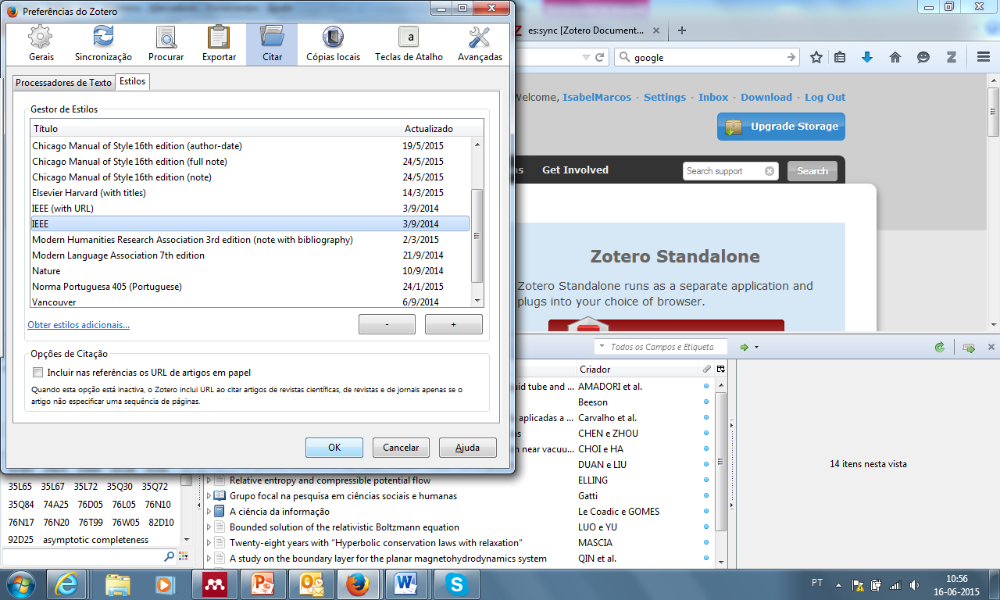 Preferências do Zotero
Gerais
Sincronização
Procurar
Exportar
Citar
Cópias locais
Teclas de Atalho
Avançadas
Processadores de Texto
Estilos
Gestor de Estilos
Título Actualizado
Chicago Manual of Style 16th edition (author-date) 19/5/2015
Chicago Manual of Style 16th edition (full note) 24/5/2015
Chicago Manual of Style 16th edition (note) 24/5/2015
Elsevier Harvard (with titles) 14/3/2015
IEEE (with URL) 3/9/2014
IEEE 3/9/2014
Modern Humanities Research Association 3rd edition (note with bibliography) 2/3/2015
Modern Language Association 7th edition 21/9/2014
Nature 10/9/2014
Norma Portuguesa 405 (Portuguese) 24/1/2015
Vancouver 6/9/2014
Obter estilos adicionais...
- +
Opções de Citação
Incluir nas referências os URL de artigos em papel
Quando esta opção está inactiva, o Zotero inclui URL ao citar artigos de revistas científicas, de revistas e de jornais apenas se o
artigo não especificar uma sequência de páginas.
OK
Cancelar
Ajuda
es:sync [Zotero Document...
google
Welcome, IsabelMarcos · Settings · Inbox · Download · Log Out
Upgrade Storage
Get Involved
Search support
Search
Zotero Standalone
Zotero Standalone runs as a separate application and
plugs into your choice of browser.
Todos os Campos e Etiqueta
Criador
uid tube and ... AMADORI et al.
Beeson
aplicadas a ... Carvalho et al.
CHEN e ZHOU
n near vacuu... CHOI e HA
DUAN e LIU
Relative entropy and compressible potential flow ELLING
Grupo focal na pesquisa em ciências sociais e humanas Gatti
A ciência da informação Le Coadic e GOMES
Bounded solution of the relativistic Boltzmann equation LUO e YU
Twenty-eight years with “Hyperbolic conservation laws with relaxation” MASCIA
A study on the boundary layer for the planar magnetohydrodynamics system QIN et al.
14 itens nesta vista
35L65 35L67 35L72 35Q30 35Q72
35Q84 74A25 76D05 76L05 76N10
76N17 76N20 76T99 76W05 82D10
92D25 asymptotic completeness
PT
10:56
16-06-2015